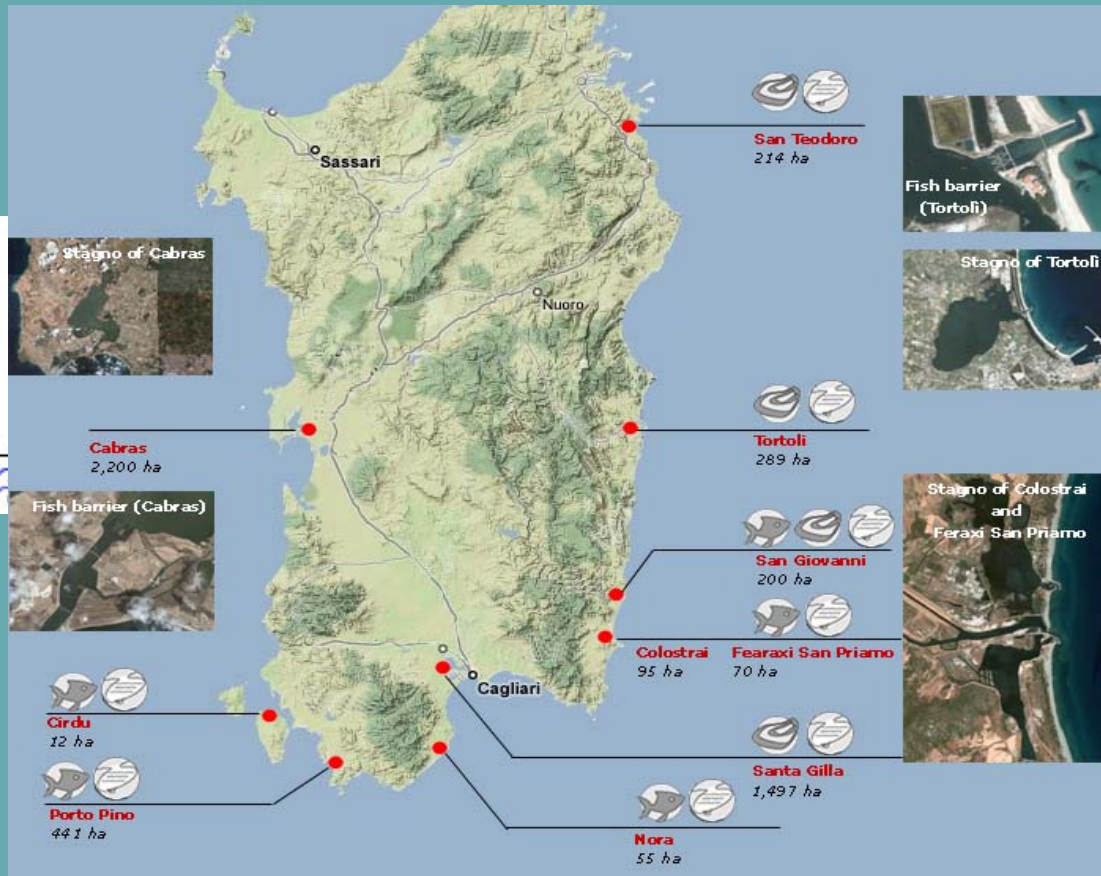 San Teodoro
214 ha
Fish barrier
(Tortolì)
Sassari
Stagno of Cabras
Stagno of Tortolì
Nuoro
Cabras
2,200 ha
Tortoli
289 ha
Fish barrier (Cabras)
Stagno of Colostrai
and
Feraxi San Priamo
San Giovanni
200 ha
Colostrai
95 ha
Fearaxi San Priamo
70 ha
Cagliari
Cirdu
12 ha
Santa Gilla
1,497 ha
Porto Pino
441 ha
Nora
55 ha